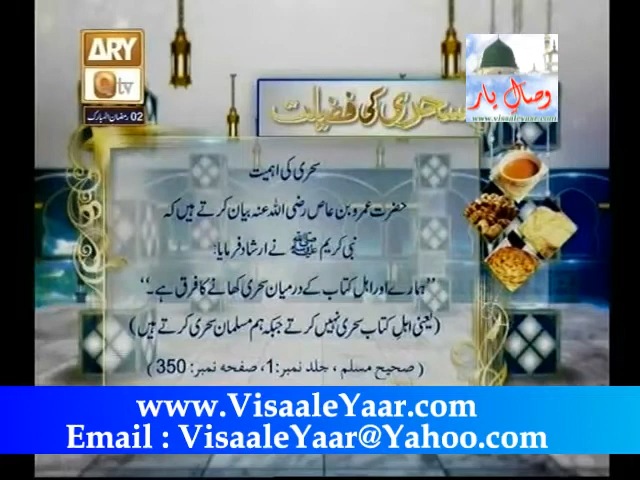 ARY
Qtv
02 رمضان المبارک
سحری کی فضیلت
وصالِ یار
www.visaaleyaar.com
سحری کی اہمیت
حضرت عمرو بن عاص رضی اللہ عنہ بیان کرتے ہیں کہ
نبی کریم ﷺ نے ارشاد فرمایا:
”ہمارے اور اہل کتاب کے درمیان سحری کھانے کا فرق ہے۔“
(یعنی اہلِ کتاب سحری نہیں کرتے جبکہ ہم مسلمان سحری کرتے ہیں)
(صحیح مسلم ، جلد نمبر:1، صفحہ نمبر: 350)
www.VisaaleYaar.com
Email : VisaaleYaar@Yahoo.com